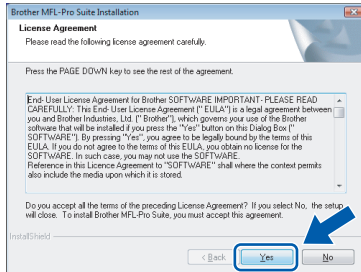 Brother MFL-Pro Suite Installation
License Agreement
Please read the following license agreement carefully.
Press the PAGE DOWN key to see the rest of the agreement.
End- User License Agreement for Brother SOFTWARE IMPORTANT- PLEASE READ
CAREFULLY: This End- User License Agreement (" EULA") is a legal agreement between
you and Brother Industries, Ltd. (" Brother"), which governs your use of the Brother
software that will be installed if you press the "Yes" button on this Dialog Box ("
SOFTWARE"). By pressing "Yes", you agree to be legally bound by the terms of this
EULA. If you do not agree to the terms of this EULA, you obtain no license for the
SOFTWARE. In such case, you may not use the SOFTWARE.
Reference in this Licence Agreement to "SOFTWARE" shall where the context permits
also include the media upon which it is stored.
Do you accept all the terms of the preceding License Agreement? If you select No, the setup
will close. To install Brother MFL-Pro Suite, you must accept this agreement.
InstallShield
< Back Yes No